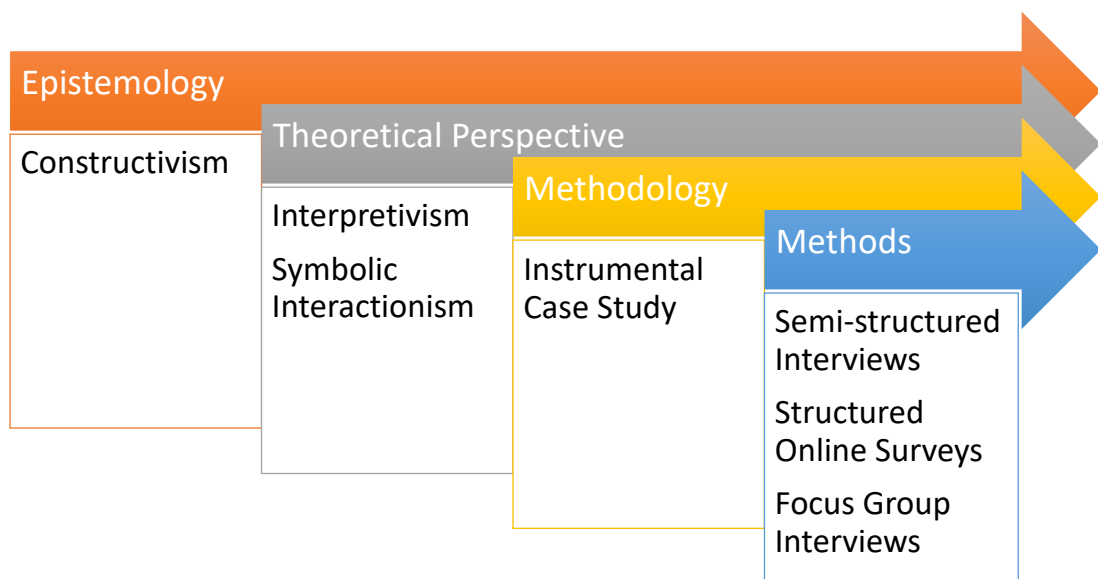 Epistemology
Constructivism
Theoretical Perspective
Interpretivism
Symbolic
Interactionism
Methodology
Instrumental
Case Study
Methods
Semi-structured
Interviews
Structured
Online Surveys
Focus Group
Interviews